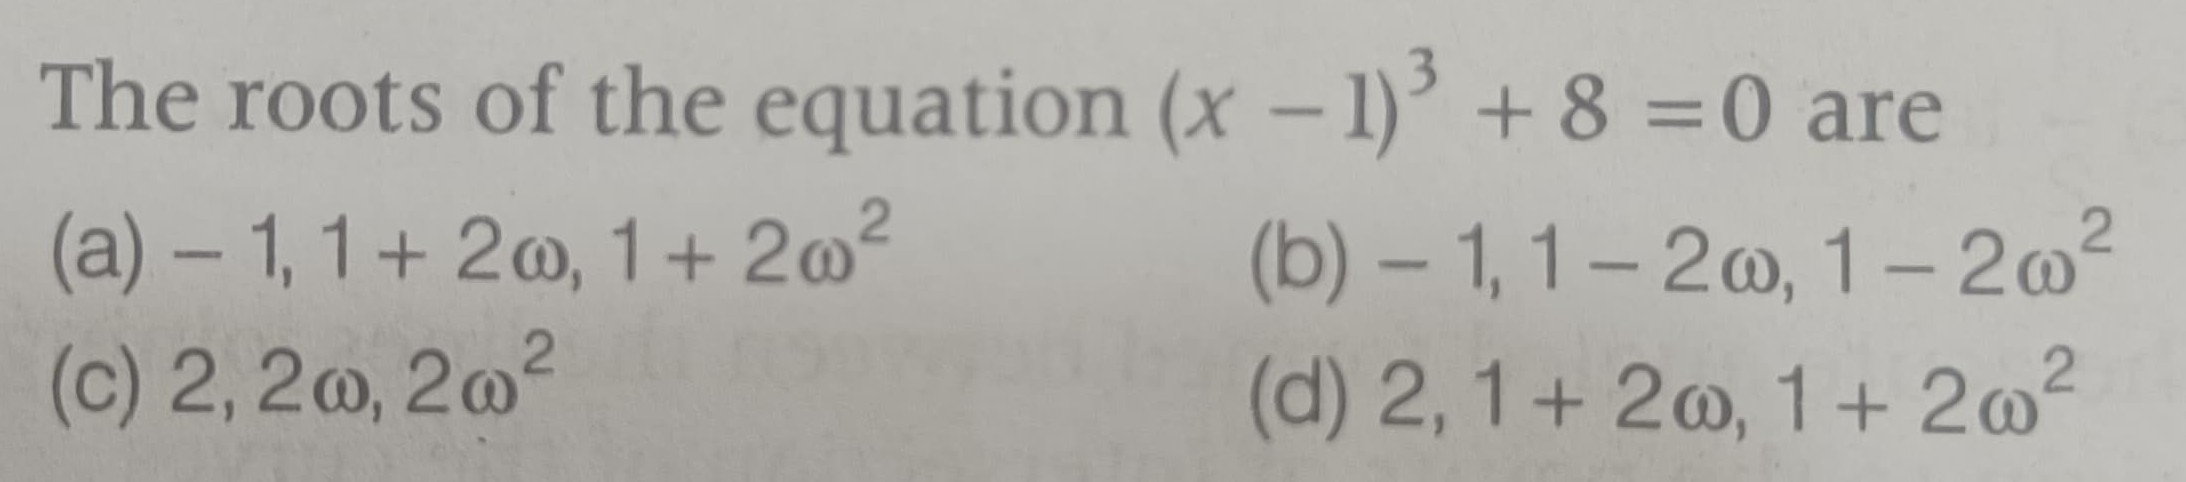 The roots of the equation (x − 1)³ + 8 = 0 are
(a) − 1, 1 + 2ω, 1 + 2ω² (b) − 1, 1 − 2ω, 1 − 2ω²
(c) 2, 2ω, 2ω² (d) 2, 1 + 2ω, 1 + 2ω²